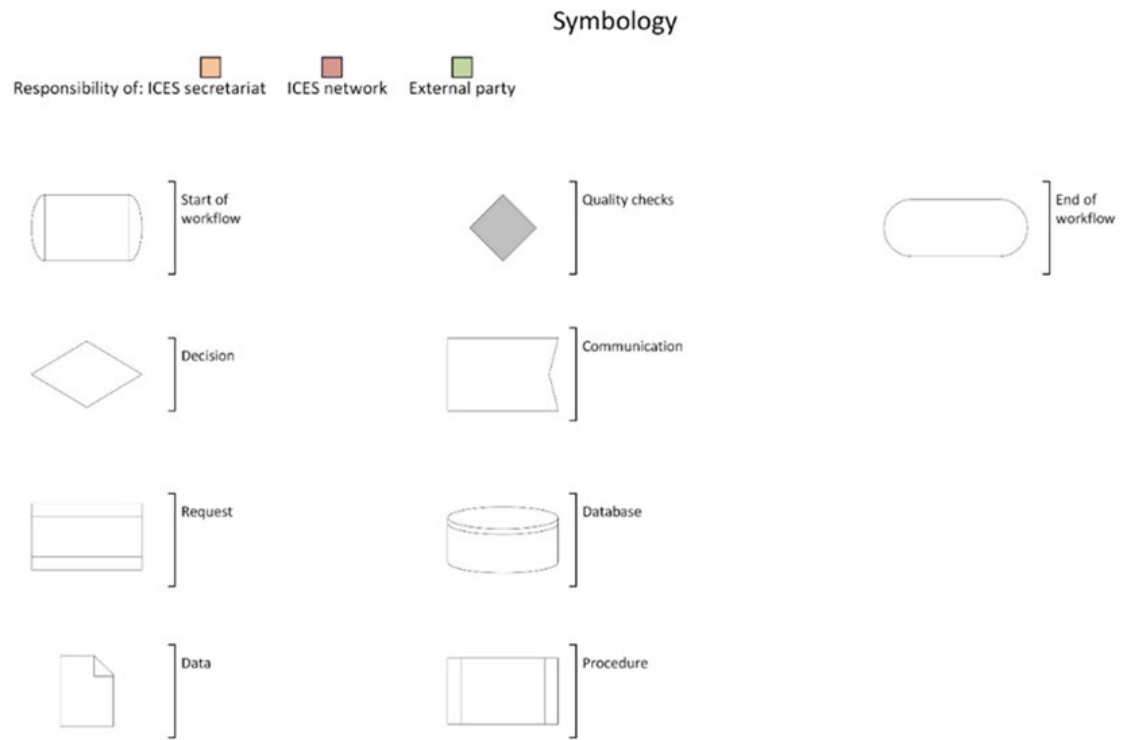 Symbology
Responsibility of: ICES secretariat ICES network External party
Start of
workflow
Quality checks
End of
workflow
Decision
Communication
Request
Database
Data
Procedure